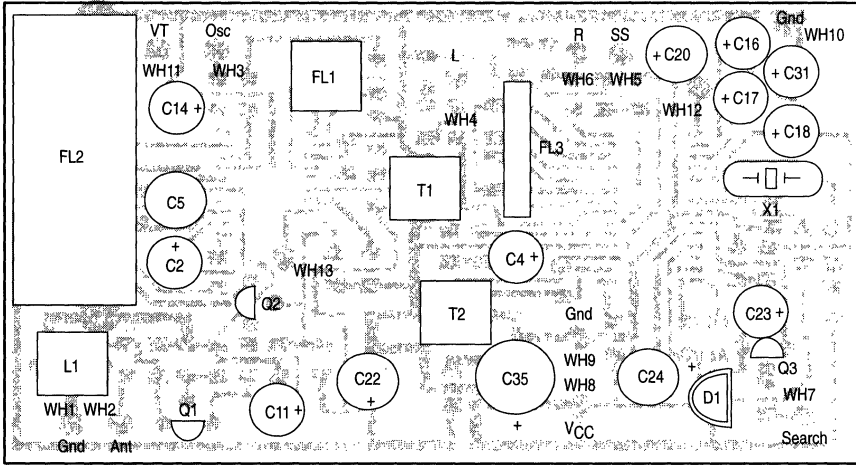 VT Osc R SS Gnd
WH10
C20 C16
L
WH11 WH3 FL1 WH6 WH5 C31
C14 WH12 C17
WH4
C18
FL2 FL3
T1
C5 X1
C2 C4
WH13
Q2 T2 Gnd C23
L1 WH9 Q3
C22 C35 WH8 C24 D1 WH7
WH1 WH2 Q1 C11
VCC
Gnd Ant Search